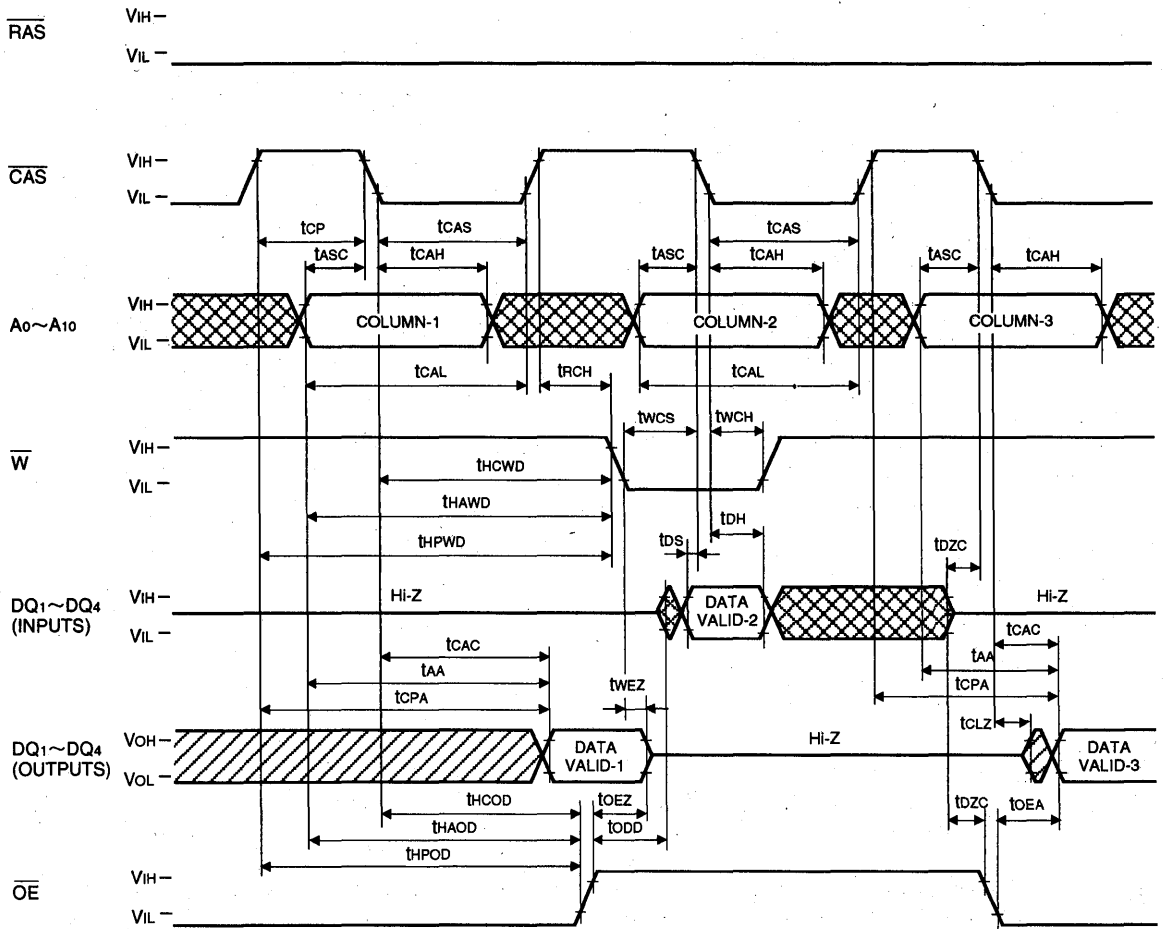 RAS
VIH
VIL
CAS
VIH
VIL
tCP
tCAS
tCAS
tASC
tCAH
tASC
tCAH
tASC
tCAH
A0~A10
VIH
VIL
COLUMN-1
COLUMN-2
COLUMN-3
tCAL
tRCH
tCAL
tWCS
tWCH
W
VIH
VIL
tHCWD
tHAWD
tHPWD
tDH
tDS
tDZC
DQ1~DQ4
(INPUTS)
VIH
VIL
Hi-Z
DATA
VALID-2
Hi-Z
tCAC
tAA
tCPA
tWEZ
tCAC
tAA
tCPA
tCLZ
DQ1~DQ4
(OUTPUTS)
VOH
VOL
DATA
VALID-1
Hi-Z
DATA
VALID-3
tHCOD
tHAOD
tHPOD
tOEZ
tODD
tDZC
tOEA
OE
VIH
VIL